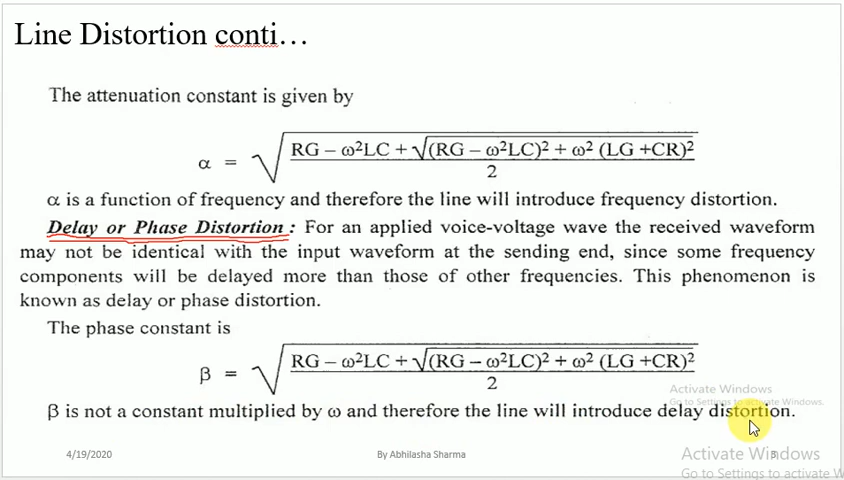 Line Distortion conti…
The attenuation constant is given by
α = √((RG – ω²LC + √((RG – ω²LC)² + ω² (LG +CR)²)) / 2)
α is a function of frequency and therefore the line will introduce frequency distortion.
Delay or Phase Distortion : For an applied voice-voltage wave the received waveform
may not be identical with the input waveform at the sending end, since some frequency
components will be delayed more than those of other frequencies. This phenomenon is
known as delay or phase distortion.
The phase constant is
β = √((RG – ω²LC + √((RG – ω²LC)² + ω² (LG +CR)²)) / 2)
Activate Windows
Go to Settings to activate Windows.
β is not a constant multiplied by ω and therefore the line will introduce delay distortion.
4/19/2020 By Abhilasha Sharma
Activate Windows
Go to Settings to activate W